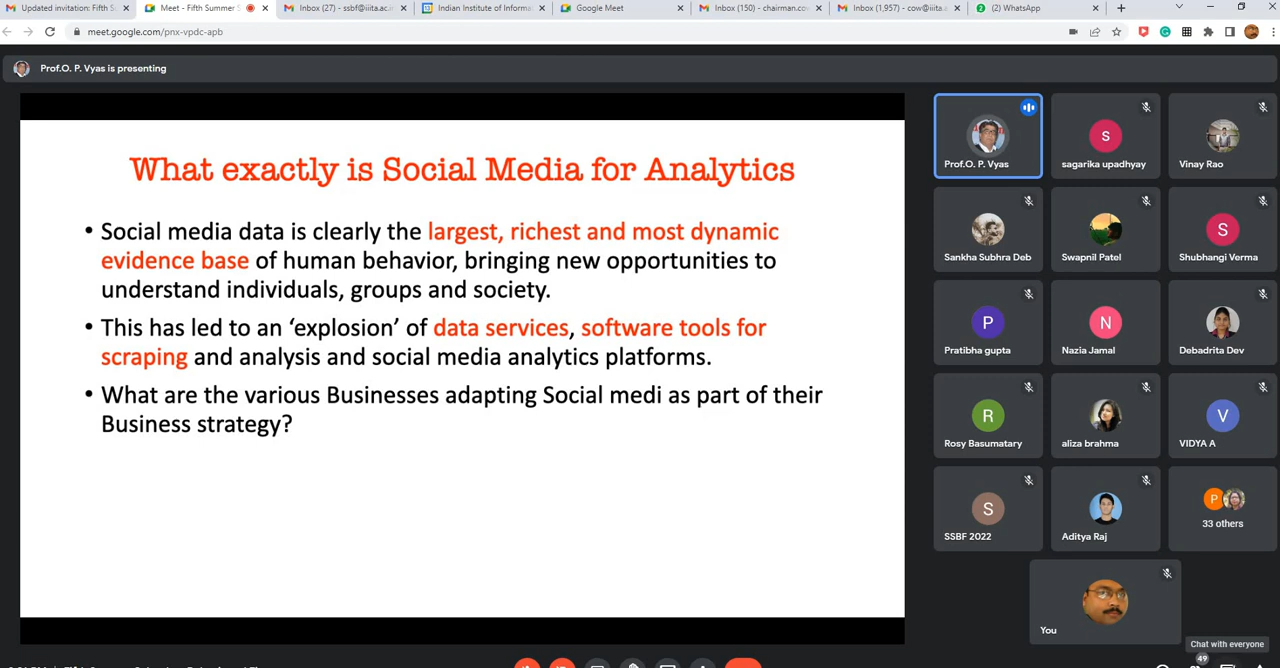 Updated invitation: Fifth S
Meet - Fifth Summer S
Inbox (27) - ssbf@iiita.ac.in
Indian Institute of Informa
Google Meet
Inbox (150) - chairman.cow
Inbox (1,957) - cow@iiita.a
(2) WhatsApp
meet.google.com/pnx-vpdc-apb
Prof.O. P. Vyas is presenting
What exactly is Social Media for Analytics
• Social media data is clearly the largest, richest and most dynamic
evidence base of human behavior, bringing new opportunities to
understand individuals, groups and society.
• This has led to an ‘explosion’ of data services, software tools for
scraping and analysis and social media analytics platforms.
• What are the various Businesses adapting Social medi as part of their
Business strategy?
Prof.O. P. Vyas
S
sagarika upadhyay
Vinay Rao
Sankha Subhra Deb
Swapnil Patel
S
Shubhangi Verma
P
Pratibha gupta
N
Nazia Jamal
Debadrita Dev
R
Rosy Basumatary
aliza brahma
V
VIDYA A
S
SSBF 2022
Aditya Raj
P
33 others
You
Chat with everyone
49